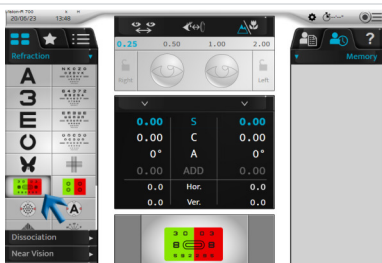 Vision-R 700
20/05/23 13:48
Refraction
A
3
E
Dissociation
Near Vision
0.25 0.50 1.00 2.00
Right Left
0.00 S 0.00
0.00 C 0.00
0° A 0°
0.00 ADD 0.00
0.0 Hor. 0.0
0.0 Ver. 0.0
?
Memory